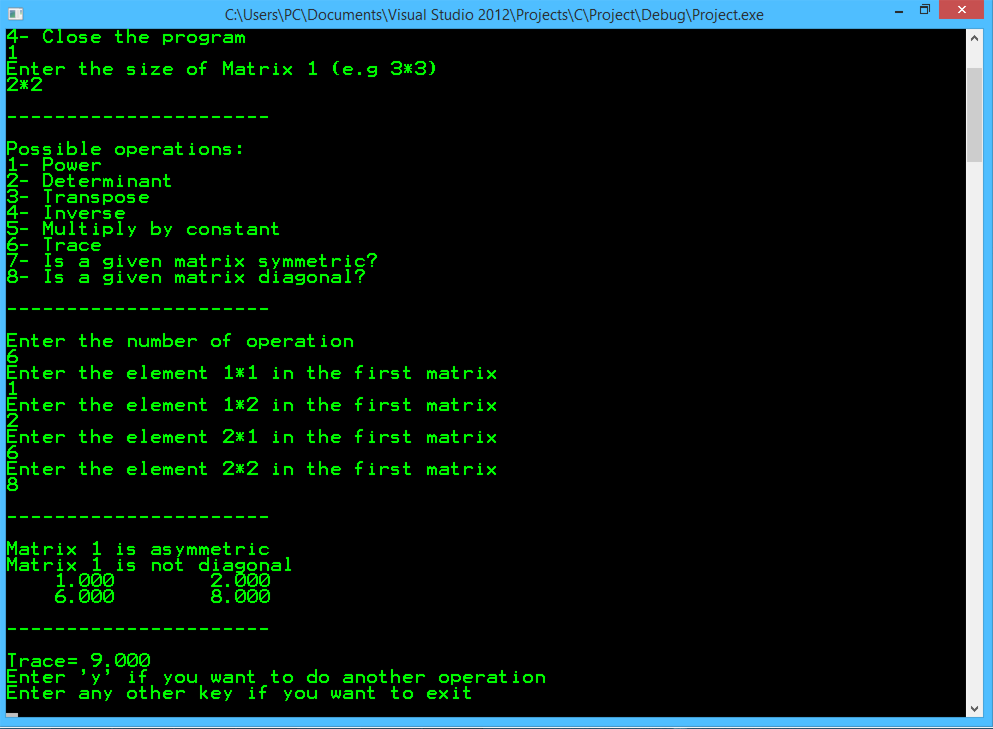 C:\Users\PC\Documents\Visual Studio 2012\Projects\C\Project\Debug\Project.exe
4- Close the program
1
Enter the size of Matrix 1 (e.g 3*3)
2*2
----------------------
Possible operations:
1- Power
2- Determinant
3- Transpose
4- Inverse
5- Multiply by constant
6- Trace
7- Is a given matrix symmetric?
8- Is a given matrix diagonal?
----------------------
Enter the number of operation
6
Enter the element 1*1 in the first matrix
1
Enter the element 1*2 in the first matrix
2
Enter the element 2*1 in the first matrix
6
Enter the element 2*2 in the first matrix
8
----------------------
Matrix 1 is asymmetric
Matrix 1 is not diagonal
1.000 2.000
6.000 8.000
----------------------
Trace= 9.000
Enter 'y' if you want to do another operation
Enter any other key if you want to exit